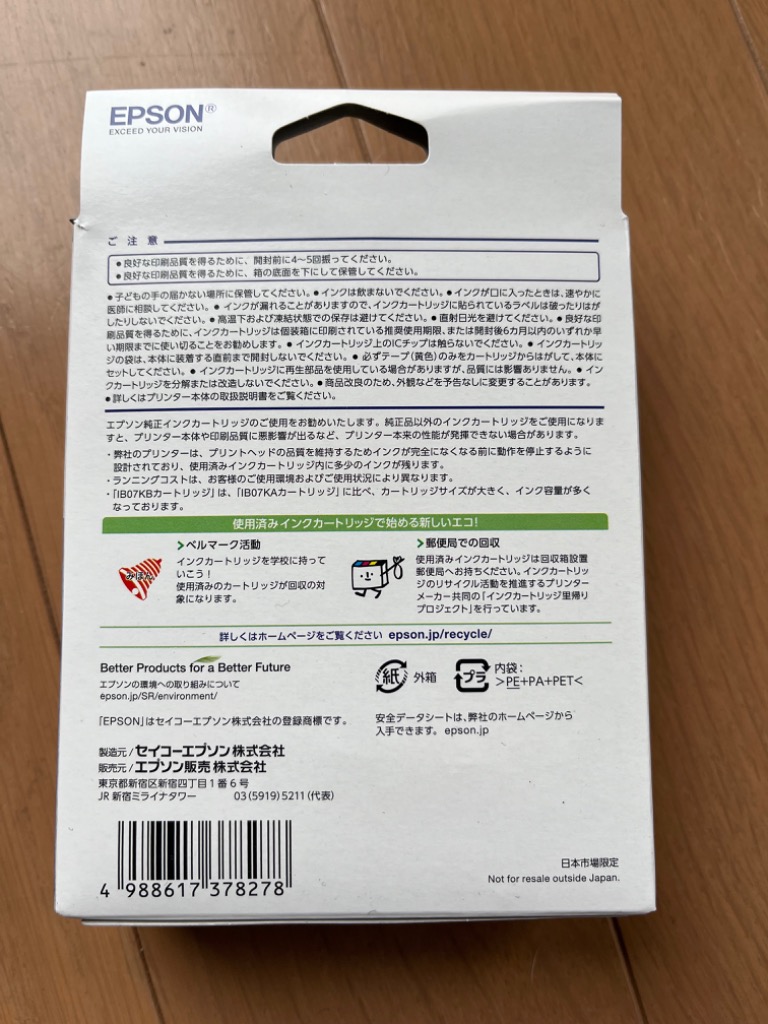 EPSON®
EXCEED YOUR VISION
ご注意
●良好な印刷品質を得るために、開封前に4〜5回振ってください。
●良好な印刷品質を得るために、箱の底面を下にして保管してください。
●子どもの手の届かない場所に保管してください。●インクは飲まないでください。●インクが口に入ったときは、速やかに
医師に相談してください。●インクが漏れることがありますので、インクカートリッジに貼られているラベルは破ったりはが
したりしないでください。●高温下および凍結状態での保存は避けてください。●直射日光を避けてください。●良好な印
刷品質を得るために、インクカートリッジは個装箱に印刷されている推奨使用期限、または開封後6カ月以内のいずれか早
い期限までに使い切ることをお勧めします。●インクカートリッジ上のICチップは触らないでください。●インクカートリッ
ジの袋は、本体に装着する直前まで開封しないでください。●必ずテープ(黄色)のみをカートリッジからはがして、本体に
セットしてください。●インクカートリッジに再生部品を使用している場合がありますが、品質には影響ありません。●イン
クカートリッジを分解または改造しないでください。●商品改良のため、外観などを予告なしに変更することがあります。
●詳しくはプリンター本体の取扱説明書をご覧ください。
エプソン純正インクカートリッジのご使用をお勧めいたします。純正品以外のインクカートリッジをご使用になりま
すと、プリンター本体や印刷品質に悪影響が出るなど、プリンター本来の性能が発揮できない場合があります。
・弊社のプリンターは、プリントヘッドの品質を維持するためインクが完全になくなる前に動作を停止するように
設計されており、使用済みインクカートリッジ内に多少のインクが残ります。
・ランニングコストは、お客様のご使用環境およびご使用状況により異なります。
・「IB07KBカートリッジ」は、「IB07KAカートリッジ」に比べ、カートリッジサイズが大きく、インク容量が多く
なっております。
使用済みインクカートリッジで始める新しいエコ!
ベルマーク活動
みほん
インクカートリッジを学校に持って
いこう!
使用済みのカートリッジが回収の対
象になります。
郵便局での回収
使用済みインクカートリッジは回収箱設置
郵便局へお持ちください。インクカートリッ
ジのリサイクル活動を推進するプリンター
メーカー共同の「インクカートリッジ里帰り
プロジェクト」を行っています。
詳しくはホームページをご覧ください epson.jp/recycle/
Better Products for a Better Future
エプソンの環境への取り組みについて
epson.jp/SR/environment/
紙 外箱
プラ 内袋:
>PE+PA+PET<
「EPSON」はセイコーエプソン株式会社の登録商標です。
安全データシートは、弊社のホームページから
入手できます。epson.jp
製造元/セイコーエプソン株式会社
販売元/エプソン販売株式会社
東京都新宿区新宿四丁目1番6号
JR新宿ミライナタワー 03(5919)5211(代表)
4 988617 378278
日本市場限定
Not for resale outside Japan.